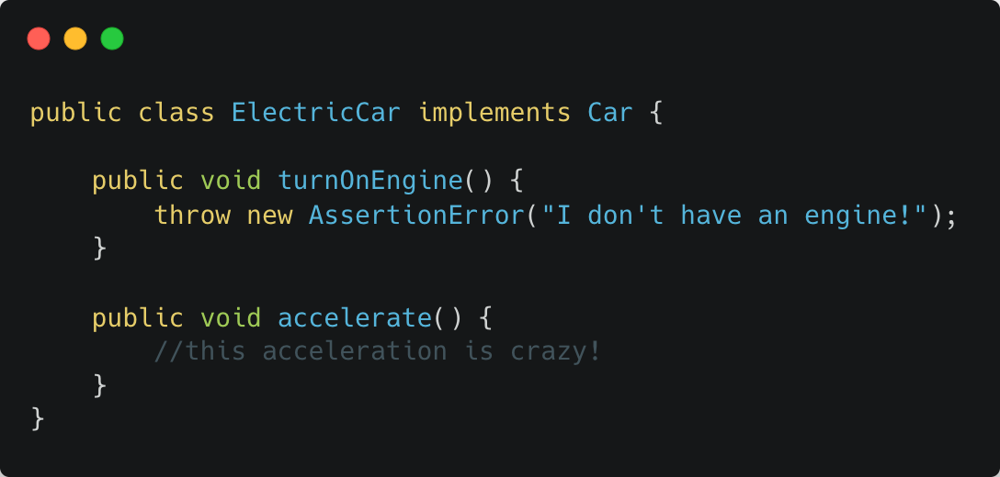 public class ElectricCar implements Car {
public void turnOnEngine() {
throw new AssertionError("I don't have an engine!");
}
public void accelerate() {
//this acceleration is crazy!
}
}